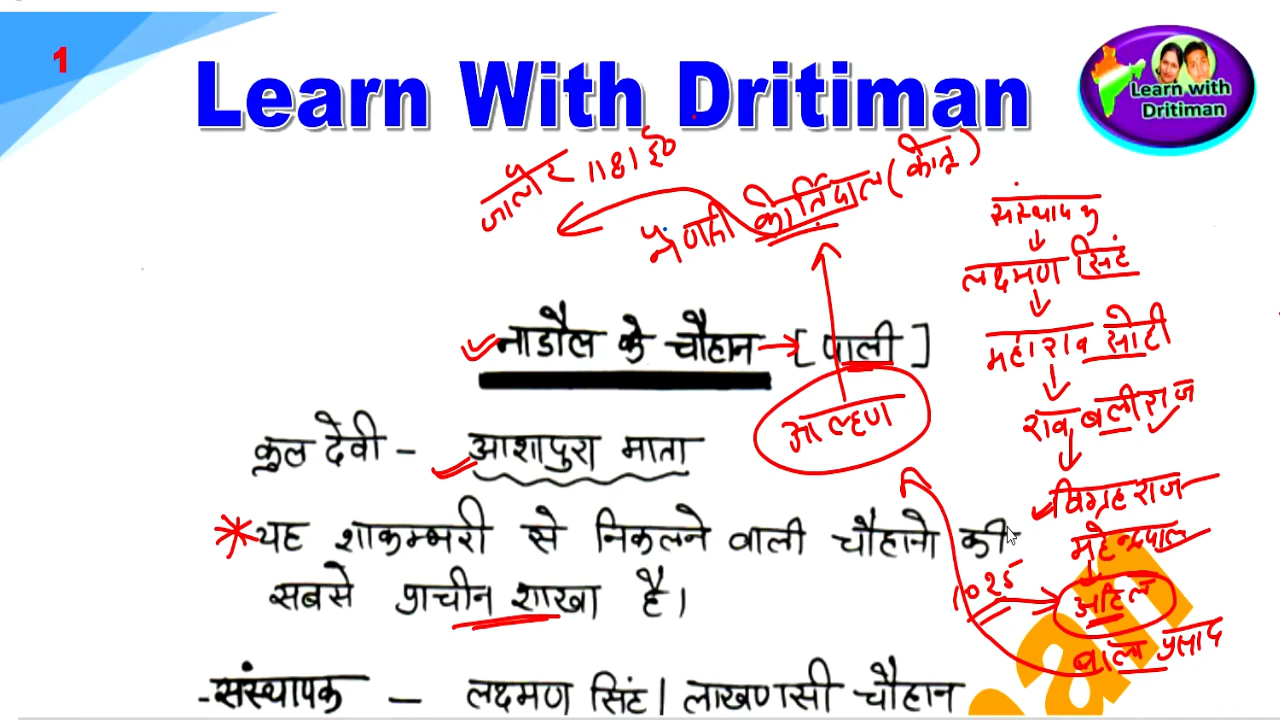 1
Learn With Dritiman
Learn with
Dritiman
जालौर 1181 ई०
कीर्तिपाल (कीतू)
संस्थापक
लक्ष्मण सिंह
महाराव सोटी
राव बलीराज
विग्रहराज
महेन्द्रपाल
अहिल
1025
बाला प्रसाद
नाडौल के चौहान → [पाली]
आल्हण
कुल देवी - आशापुरा माता
* यह शाकम्भरी से निकलने वाली चौहानो की
सबसे प्राचीन शाखा है।
-संस्थापक - लक्ष्मण सिंह | लाखणसी चौहान